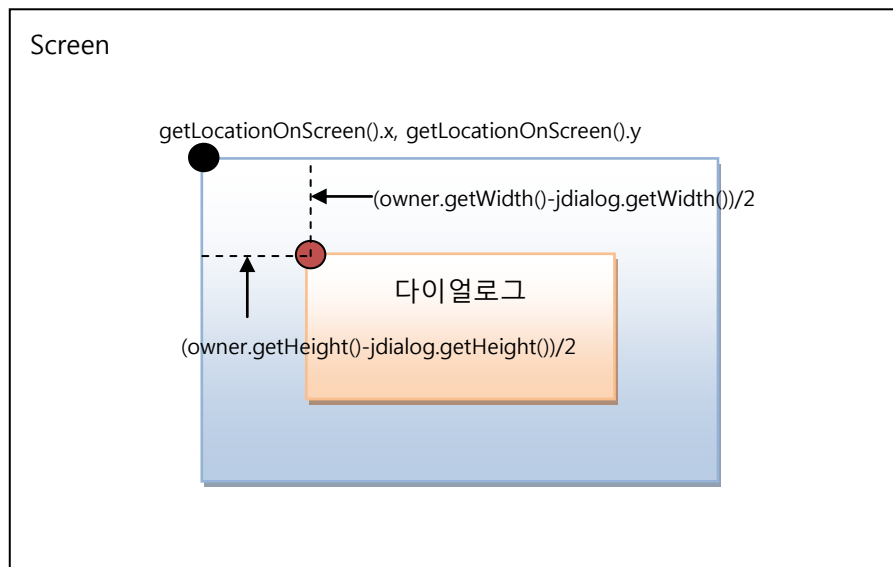 Screen
getLocationOnScreen().x, getLocationOnScreen().y
(owner.getWidth()-jdialog.getWidth())/2
다이얼로그
(owner.getHeight()-jdialog.getHeight())/2